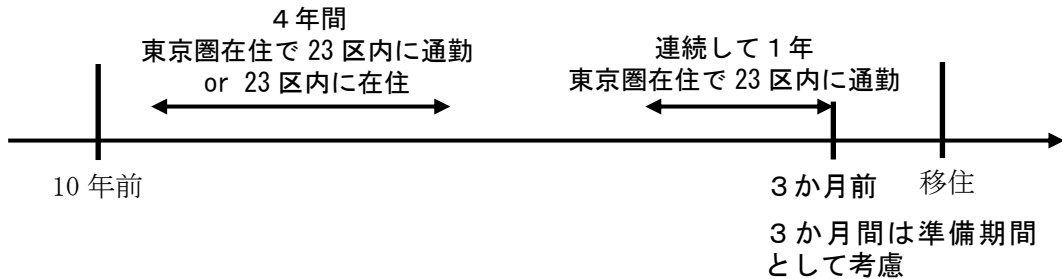 ４年間
東京圏在住で 23 区内に通勤
or 23 区内に在住
連続して１年
東京圏在住で 23 区内に通勤
10 年前
３か月前
移住
３か月間は準備期間
として考慮